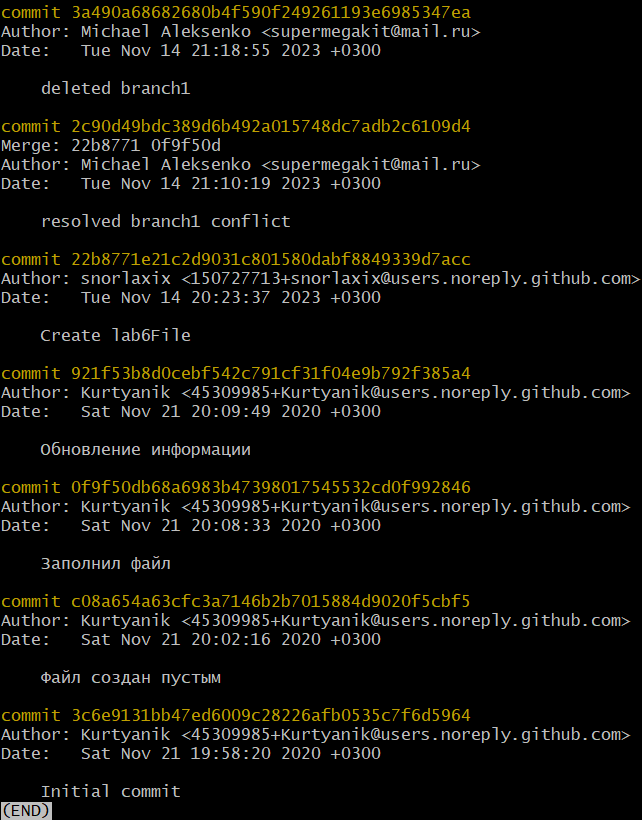 commit 3a490a68682680b4f590f249261193e6985347ea
Author: Michael Aleksenko <supermegakit@mail.ru>
Date:   Tue Nov 14 21:18:55 2023 +0300
deleted branch1
commit 2c90d49bdc389d6b492a015748dc7adb2c6109d4
Merge: 22b8771 0f9f50d
Author: Michael Aleksenko <supermegakit@mail.ru>
Date:   Tue Nov 14 21:10:19 2023 +0300
resolved branch1 conflict
commit 22b8771e21c2d9031c801580dabf8849339d7acc
Author: snorlaxix <150727713+snorlaxix@users.noreply.github.com>
Date:   Tue Nov 14 20:23:37 2023 +0300
Create lab6File
commit 921f53b8d0cebf542c791cf31f04e9b792f385a4
Author: Kurtyanik <45309985+Kurtyanik@users.noreply.github.com>
Date:   Sat Nov 21 20:09:49 2020 +0300
Обновление информации
commit 0f9f50db68a6983b47398017545532cd0f992846
Author: Kurtyanik <45309985+Kurtyanik@users.noreply.github.com>
Date:   Sat Nov 21 20:08:33 2020 +0300
Заполнил файл
commit c08a654a63cfc3a7146b2b7015884d9020f5cbf5
Author: Kurtyanik <45309985+Kurtyanik@users.noreply.github.com>
Date:   Sat Nov 21 20:02:16 2020 +0300
Файл создан пустым
commit 3c6e9131bb47ed6009c28226afb0535c7f6d5964
Author: Kurtyanik <45309985+Kurtyanik@users.noreply.github.com>
Date:   Sat Nov 21 19:58:20 2020 +0300
Initial commit
(END)